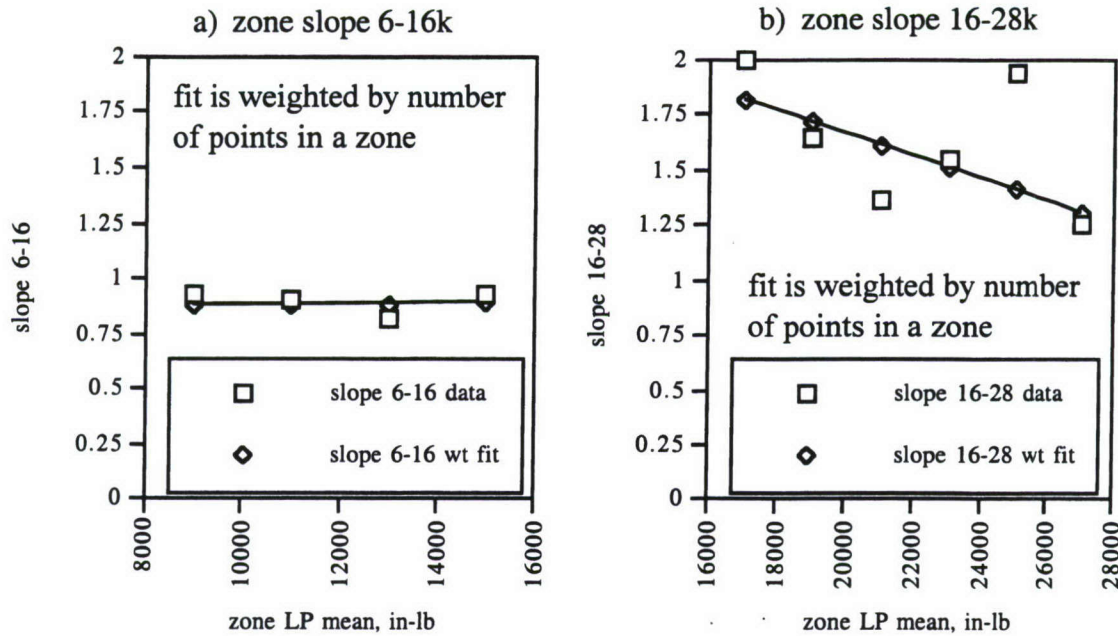 a) zone slope 6-16k
2
1.75
1.5
1.25
1
0.75
0.5
0.25
0
slope 6-16
fit is weighted by number
of points in a zone
slope 6-16 data
slope 6-16 wt fit
8000
10000
12000
14000
16000
zone LP mean, in-lb
b) zone slope 16-28k
2
1.75
1.5
1.25
1
0.75
0.5
0.25
0
slope 16-28
fit is weighted by number
of points in a zone
slope 16-28 data
slope 16-28 wt fit
16000
18000
20000
22000
24000
26000
28000
zone LP mean, in-lb